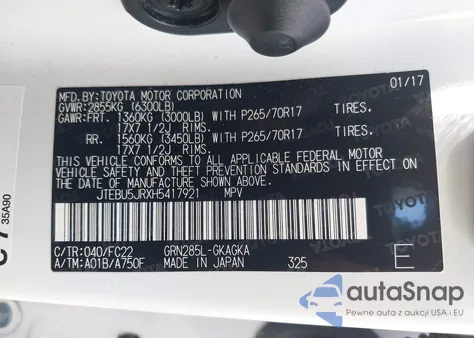 MFD.BY:TOYOTA MOTOR CORPORATION 01/17
GVWR:2855KG (6300LB)
GAWR:FRT. 1360KG (3000LB) WITH P265/70R17 TIRES.
17X7 1/2J RIMS.
RR. 1560KG (3450LB) WITH P265/70R17 TIRES.
17X7 1/2J RIMS.
THIS VEHICLE CONFORMS TO ALL APPLICABLE FEDERAL MOTOR
VEHICLE SAFETY AND THEFT PREVENTION STANDARDS IN EFFECT
ON THE DATE OF MANUFACTURE SHOWN ABOVE.
JTEBU5JRXH5417921 MPV
C/TR:040/FC22 GRN285L-GKAGKA
A/TM:A01B/A750F MADE IN JAPAN 325 E
35A90
autaSnap
Pewne auta z aukcji USA i EU